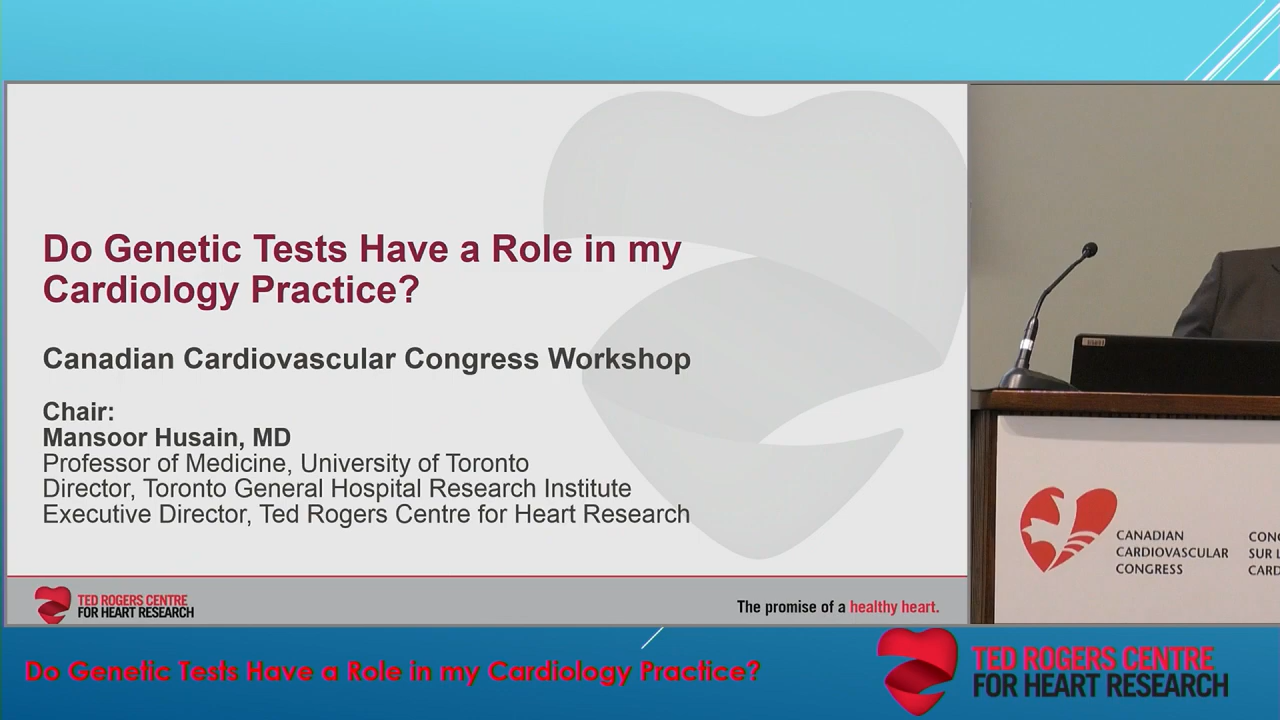 Do Genetic Tests Have a Role in my
Cardiology Practice?
Canadian Cardiovascular Congress Workshop
Chair:
Mansoor Husain, MD
Professor of Medicine, University of Toronto
Director, Toronto General Hospital Research Institute
Executive Director, Ted Rogers Centre for Heart Research
TED ROGERS CENTRE
FOR HEART RESEARCH
The promise of a healthy heart.
CANADIAN
CARDIOVASCULAR
CONGRESS
CON
SUR L
CARD
Do Genetic Tests Have a Role in my Cardiology Practice?
TED ROGERS CENTRE
FOR HEART RESEARCH